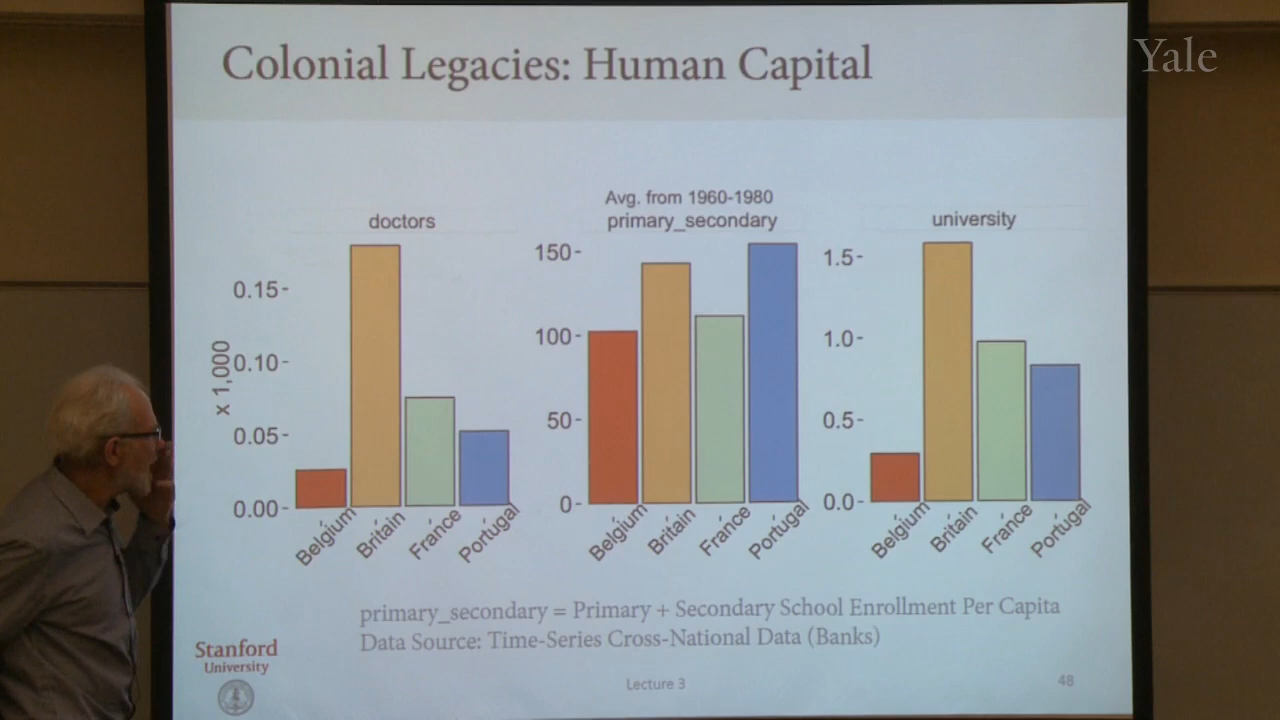 Colonial Legacies: Human Capital
Yale
Avg. from 1960-1980
doctors
primary_secondary
university
x 1,000
0.15-
0.10-
0.05-
0.00-
Belgium
Britain
France
Portugal
150-
100-
50-
0-
Belgium
Britain
France
Portugal
1.5-
1.0-
0.5-
0.0-
Belgium
Britain
France
Portugal
primary_secondary = Primary + Secondary School Enrollment Per Capita
Data Source: Time-Series Cross-National Data (Banks)
Stanford
University
Lecture 3
48